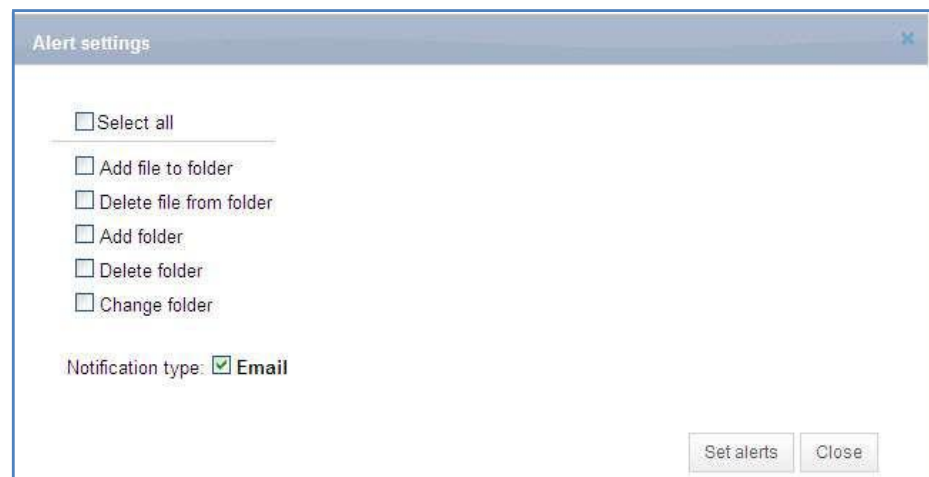 Alert settings
Select all
Add file to folder
Delete file from folder
Add folder
Delete folder
Change folder
Notification type: Email
Set alerts Close